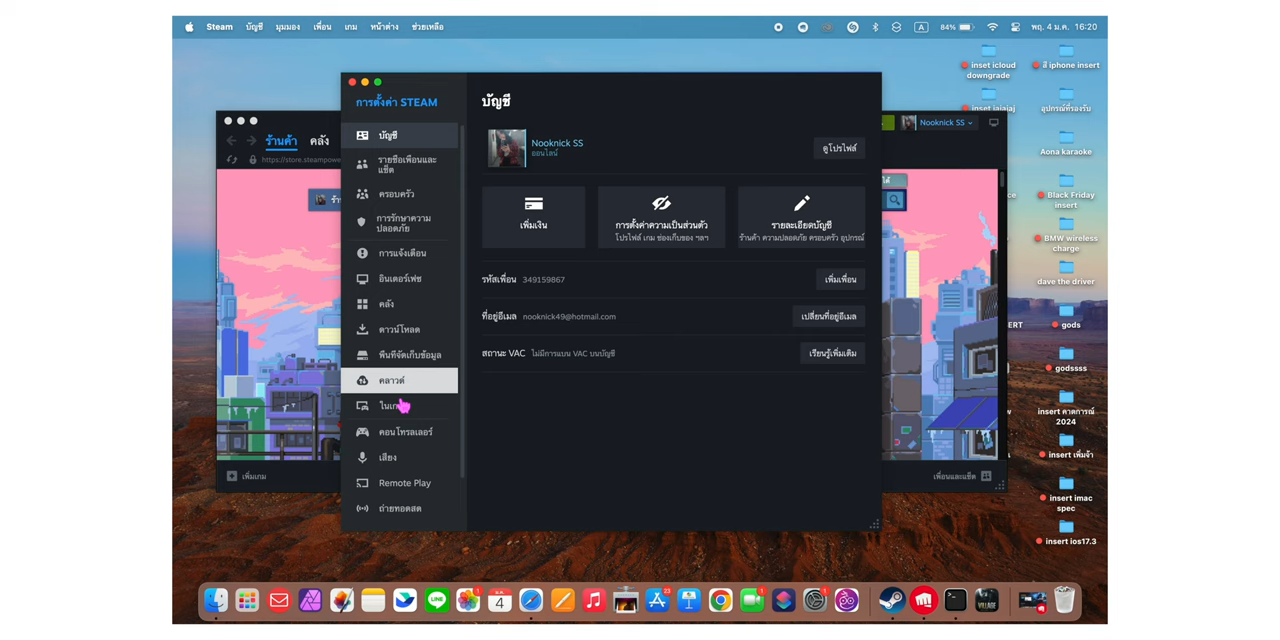 Steam บัญชี มุมมอง เพื่อน เกม หน้าต่าง ช่วยเหลือ
A 84% พฤ. 4 ม.ค. 16:20
inset icloud downgrade
สี iphone insert
inset jajajaj
อุปกรณ์ที่รองรับ
Aona karaoke
Black Friday insert
BMW wireless charge
dave the driver
gods
godssss
insert คาดการณ์ 2024
insert เพิ่มจ้า
insert imac spec
insert ios17.3
ร้านค้า คลัง
https://store.steampowe
Nooknick SS
เพิ่มเกม
เพื่อนและแช็ต
การตั้งค่า STEAM
บัญชี
รายชื่อเพื่อนและ
แช็ต
ครอบครัว
การรักษาความ
ปลอดภัย
การแจ้งเตือน
อินเตอร์เฟซ
คลัง
ดาวน์โหลด
พื้นที่จัดเก็บข้อมูล
คลาวด์
คอนโทรลเลอร์
เสียง
Remote Play
ถ่ายทอดสด
บัญชี
Nooknick SS
ออนไลน์
ดูโปรไฟล์
เพิ่มเงิน
การตั้งค่าความเป็นส่วนตัว
โปรไฟล์ เกม ช่องเก็บของ ฯลฯ
รายละเอียดบัญชี
ร้านค้า ความปลอดภัย ครอบครัว อุปกรณ์
รหัสเพื่อน 349159867 เพิ่มเพื่อน
ที่อยู่อีเมล nooknick49@hotmail.com เปลี่ยนที่อยู่อีเมล
สถานะ VAC ไม่มีการแบน VAC บนบัญชี เรียนรู้เพิ่มเติม
LINE
VILLAGE